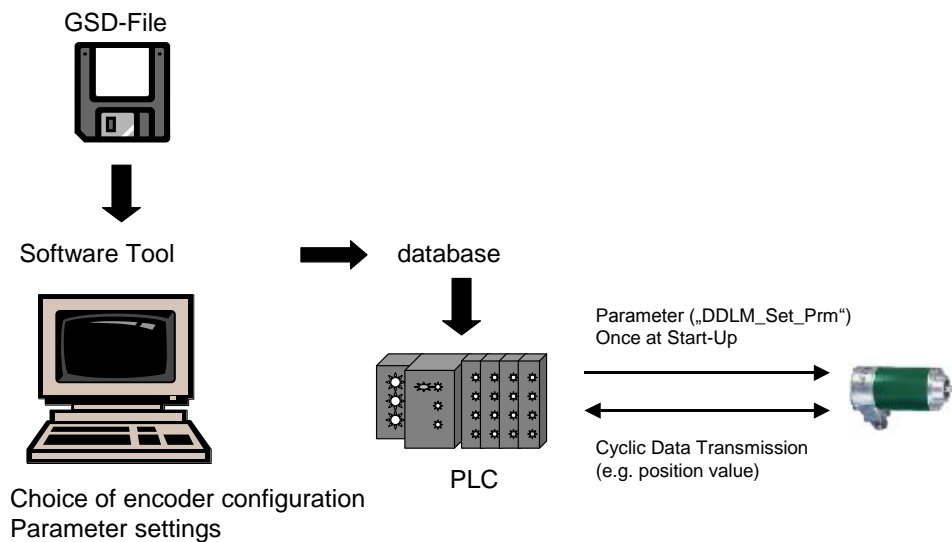 GSD-File
Software Tool
database
Parameter („DDLM_Set_Prm“)
Once at Start-Up
Cyclic Data Transmission
(e.g. position value)
PLC
Choice of encoder configuration
Parameter settings